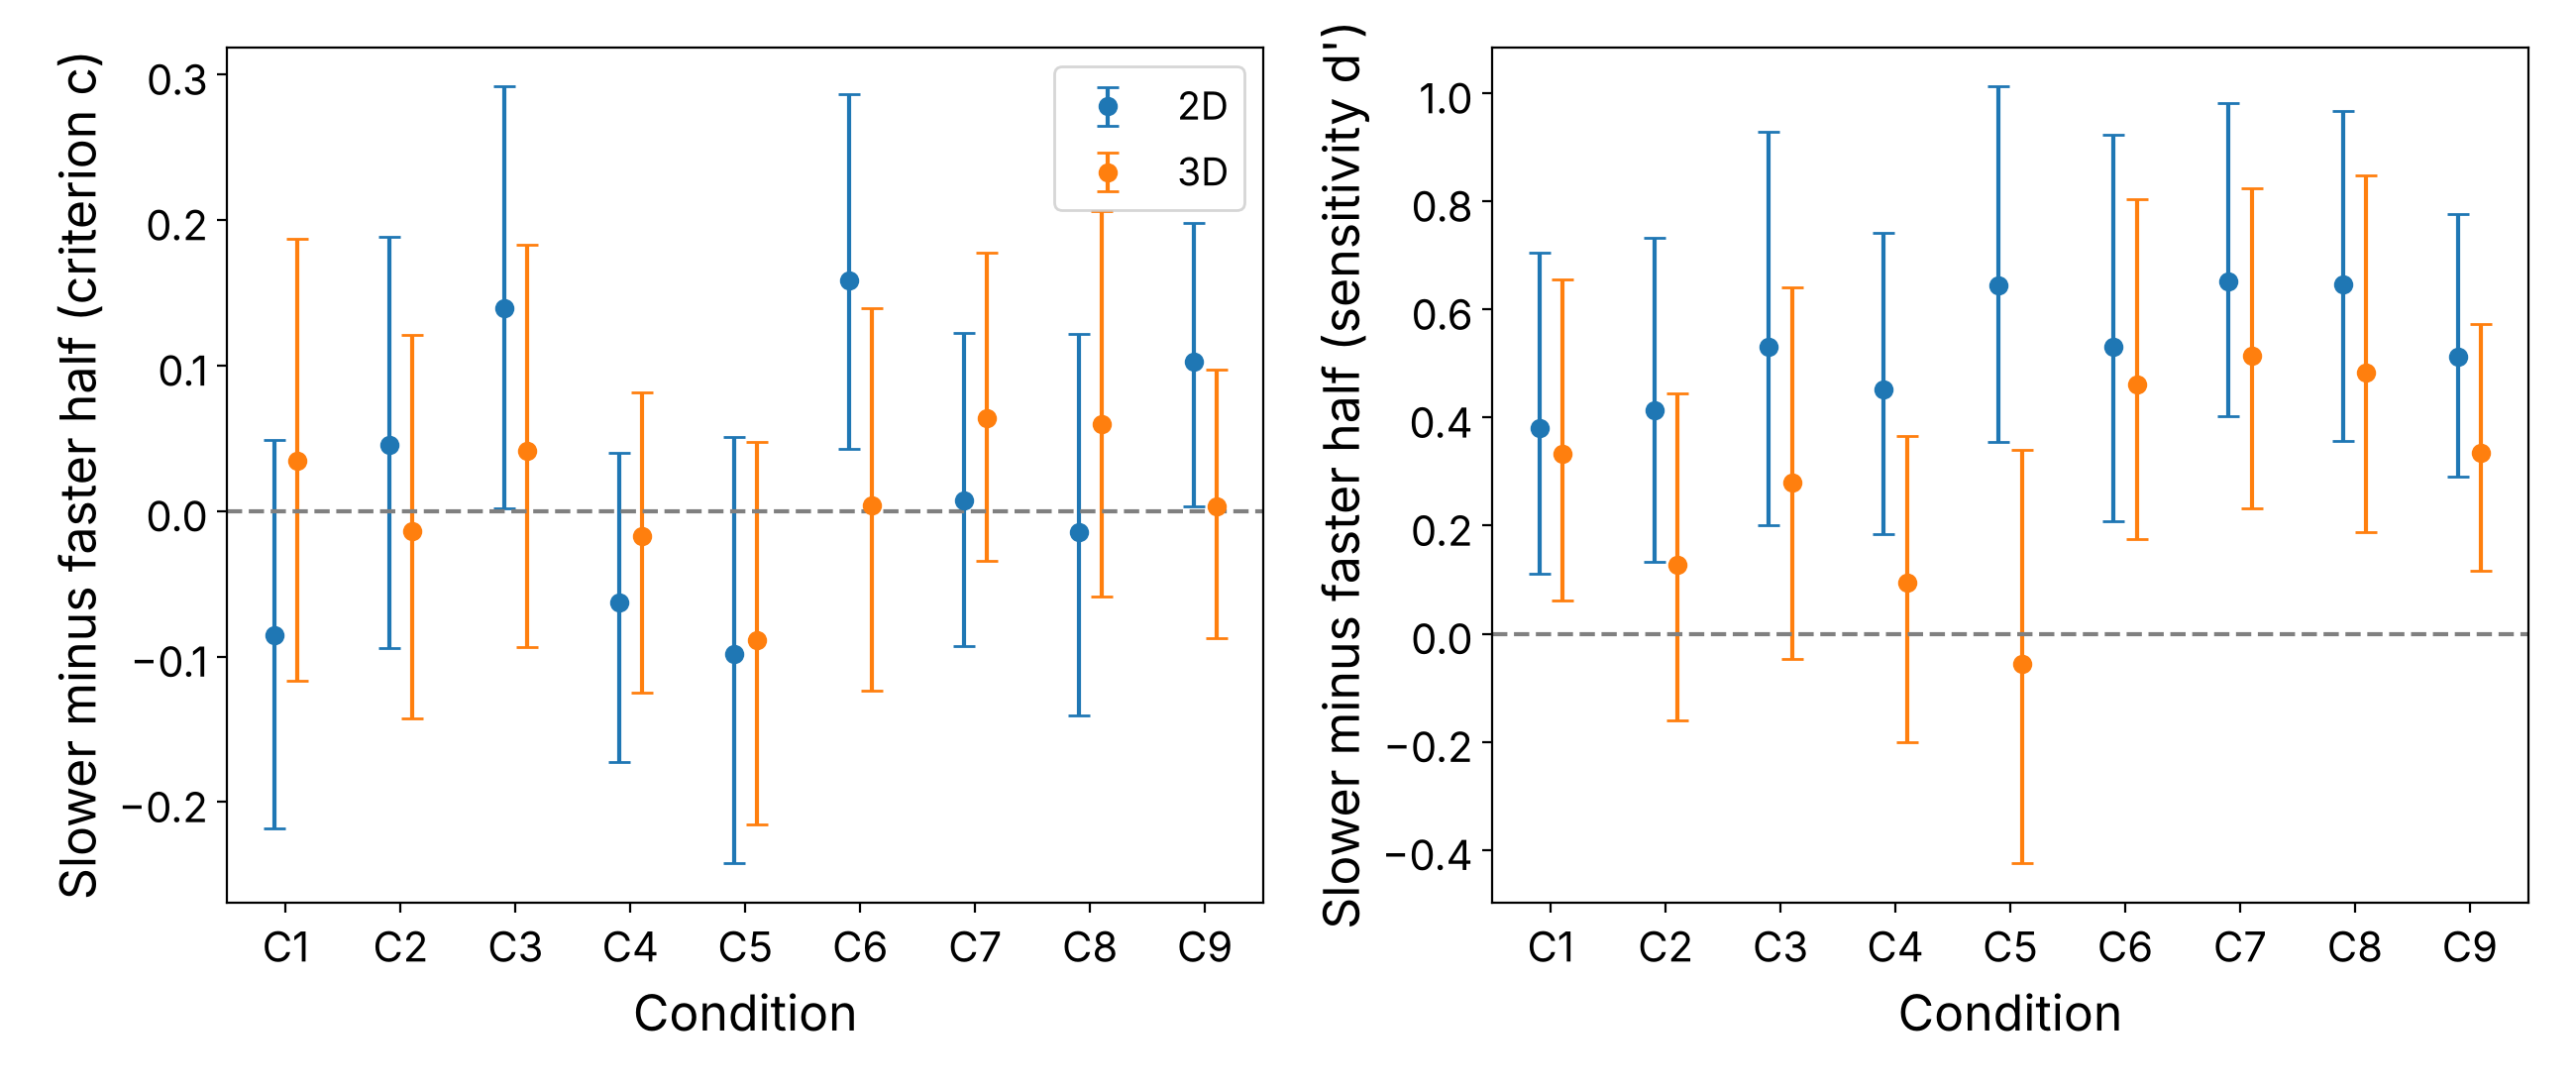 Slower minus faster half (criterion c)
0.3
0.2
0.1
0.0
−0.1
−0.2
2D
3D
C1 C2 C3 C4 C5 C6 C7 C8 C9
Condition
Slower minus faster half (sensitivity d')
1.0
0.8
0.6
0.4
0.2
0.0
−0.2
−0.4
C1 C2 C3 C4 C5 C6 C7 C8 C9
Condition